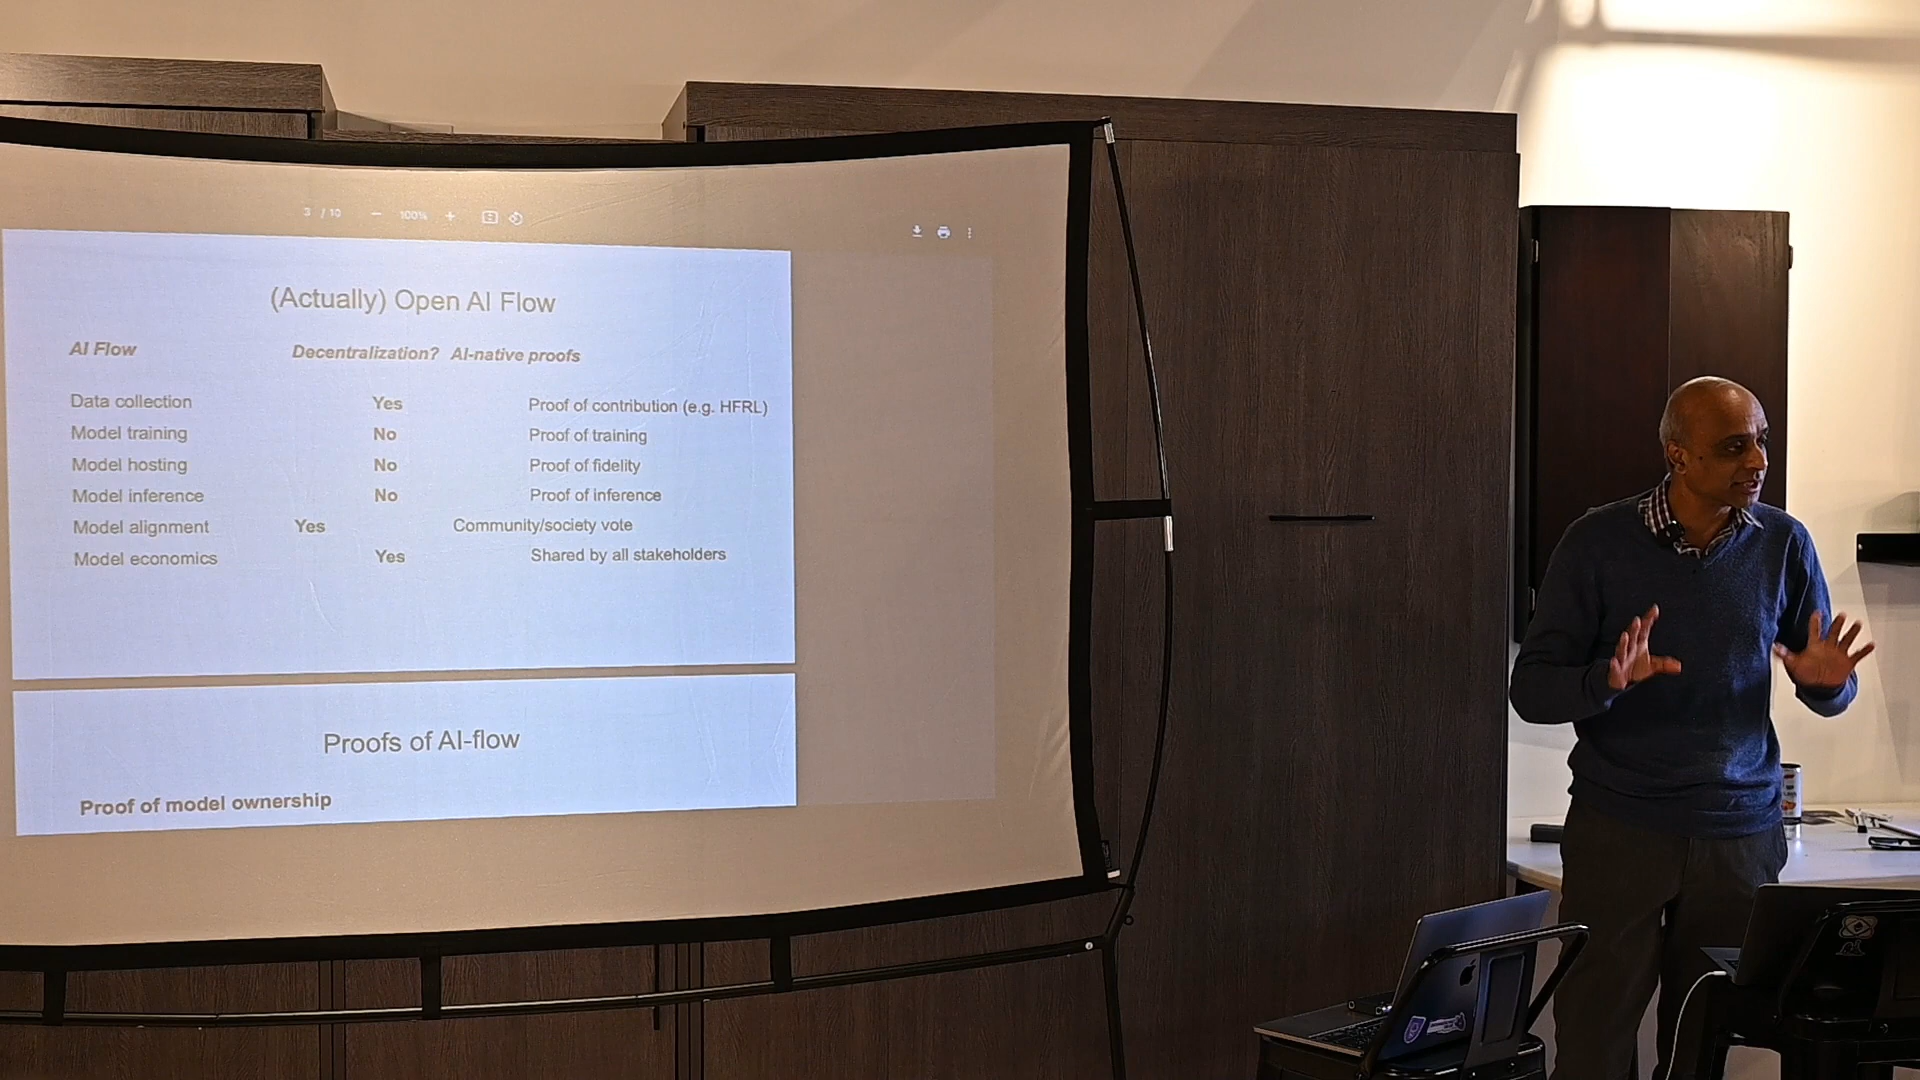 3 / 10 − 100% +
(Actually) Open AI Flow
AI Flow Decentralization? AI-native proofs
Data collection Yes Proof of contribution (e.g. HFRL)
Model training No Proof of training
Model hosting No Proof of fidelity
Model inference No Proof of inference
Model alignment Yes Community/society vote
Model economics Yes Shared by all stakeholders
Proofs of AI-flow
Proof of model ownership